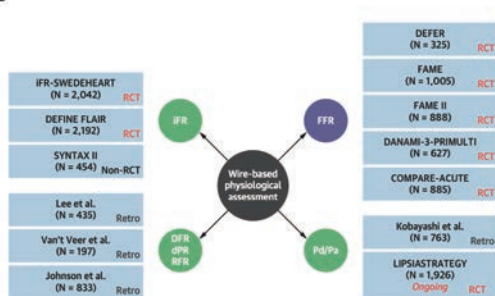 iFR-SWEDEHEART
(N = 2,042) RCT
DEFINE FLAIR
(N = 2,192) RCT
SYNTAX II
(N = 454) Non-RCT
Lee et al.
(N = 435) Retro
Van't Veer et al.
(N = 197) Retro
Johnson et al.
(N = 833) Retro
iFR
FFR
Wire-based
physiological
assessment
DFR
dPR
RFR
Pd/Pa
DEFER
(N = 325) RCT
FAME
(N = 1,005) RCT
FAME II
(N = 888) RCT
DANAMI-3-PRIMULTI
(N = 627) RCT
COMPARE-ACUTE
(N = 885) RCT
Kobayashi et al.
(N = 763) Retro
LIPSIASTRATEGY
(N = 1,926)
Ongoing RCT